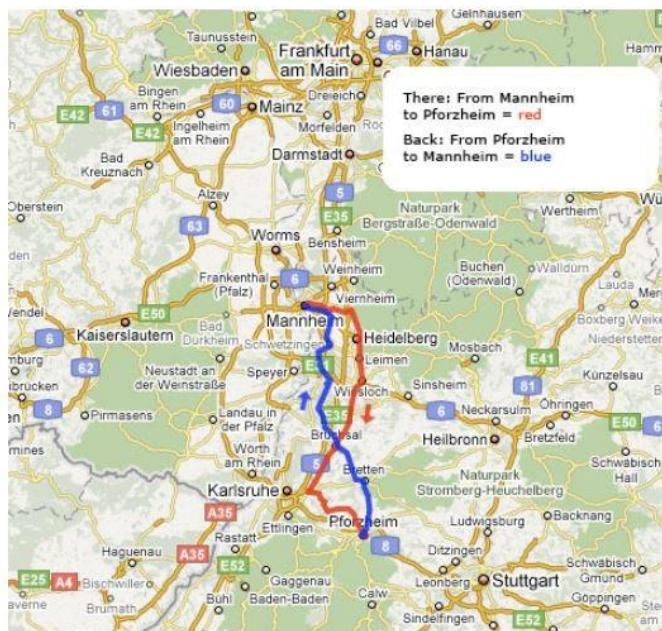 Bad Vilbel
Gelnhausen
Taunusstein
Frankfurt
am Main
66
Hanau
Wiesbaden
Bingen
am Rhein
E42
61
60
Mainz
Dreieich
E42
Ingelheim
am Rhein
Mörfelden
There: From Mannheim
to Pforzheim = red
Back: From Pforzheim
to Mannheim = blue
Bad
Kreuznach
Darmstadt
Alzey
5
E35
Naturpark
Bergstraße-Odenwald
Wertheim
63
Worms
Bensheim
6
Weinheim
Buchen
(Odenwald)
Walldürn
Frankenthal
(Pfalz)
Viernheim
Lauda
E50
Mannheim
Boxberg
6
Kaiserslautern
Bad
Dürkheim
Heidelberg
Schwetzingen
Mosbach
E41
62
Neustadt an
der Weinstraße
Speyer
Leimen
Wiesloch
Sinsheim
81
Künzelsau
8
Pirmasens
Landau in
der Pfalz
E35
6
Neckarsulm
Öhringen
E50
6
Bruchsal
Heilbronn
Bretzfeld
Wörth am
Rhein
5
Bretten
Schwäbisch
Hall
Karlsruhe
Naturpark
Stromberg-Heuchelberg
A35
Pforzheim
Ettlingen
Ludwigsburg
Backnang
Haguenau
A35
Rastatt
8
Ditzingen
Schwäbisch
Gmünd
E25
A4
Bischwiller
E52
Gaggenau
Leonberg
Stuttgart
Brumath
Bühl
Baden-Baden
Calw
Göppingen
Sindelfingen
Esslingen
E52